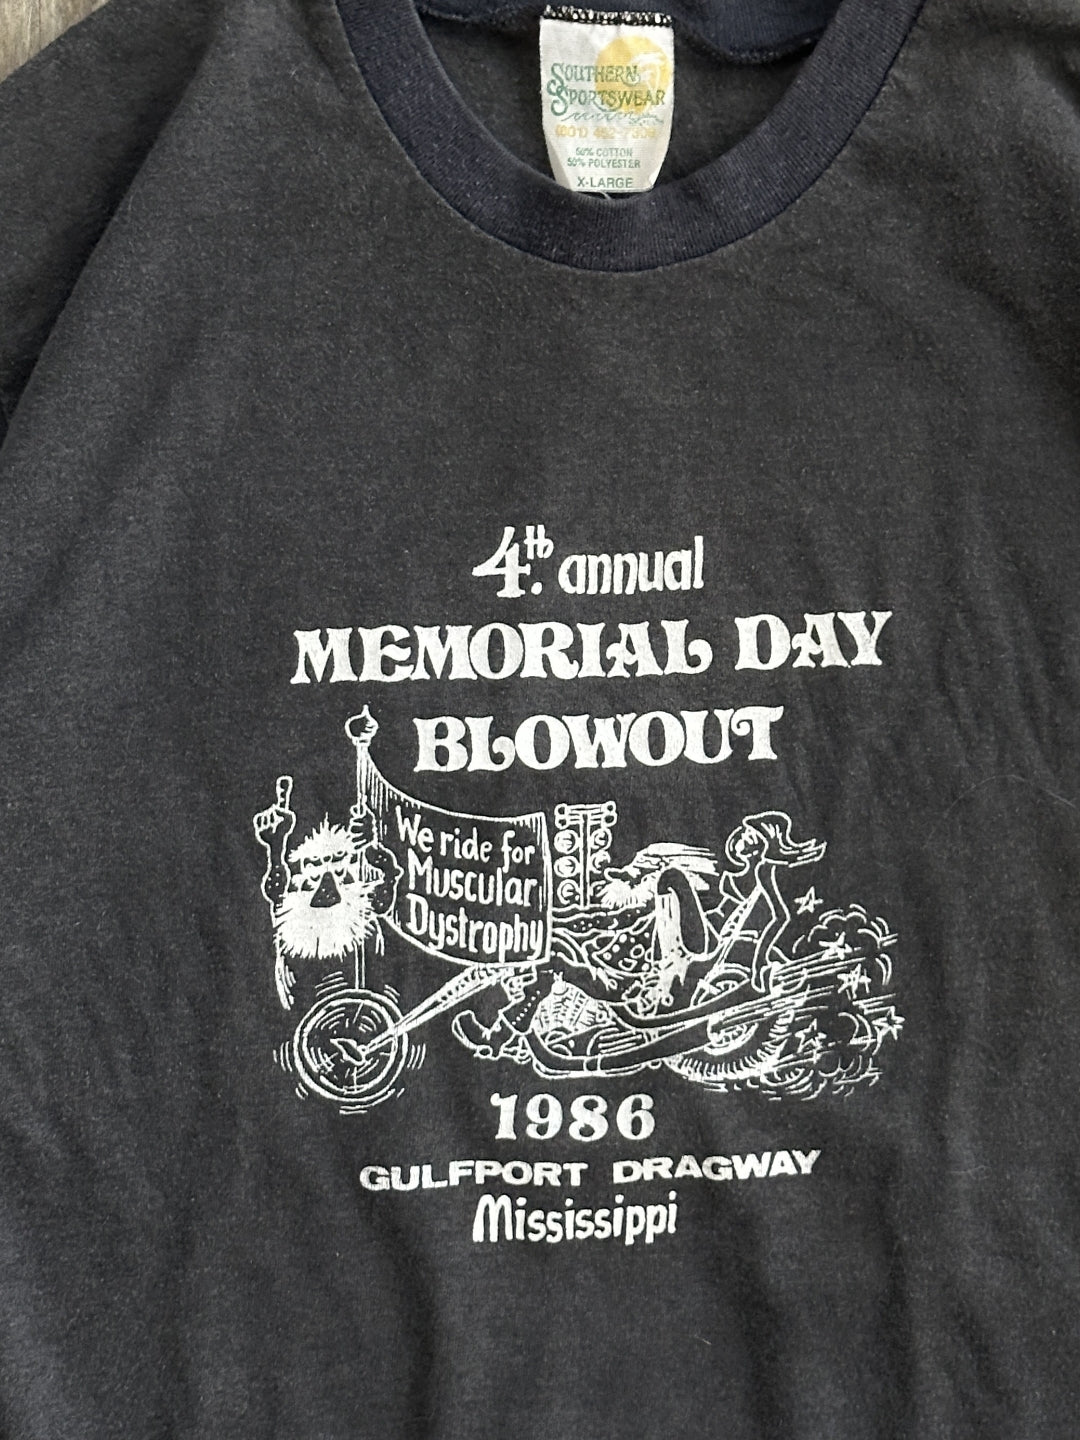 SOUTHERN
SPORTSWEAR
50% COTTON
50% POLYESTER
X-LARGE
4th. annual
MEMORIAL DAY
BLOWOUT
We ride for
Muscular
Dystrophy
1986
GULFPORT DRAGWAY
Mississippi